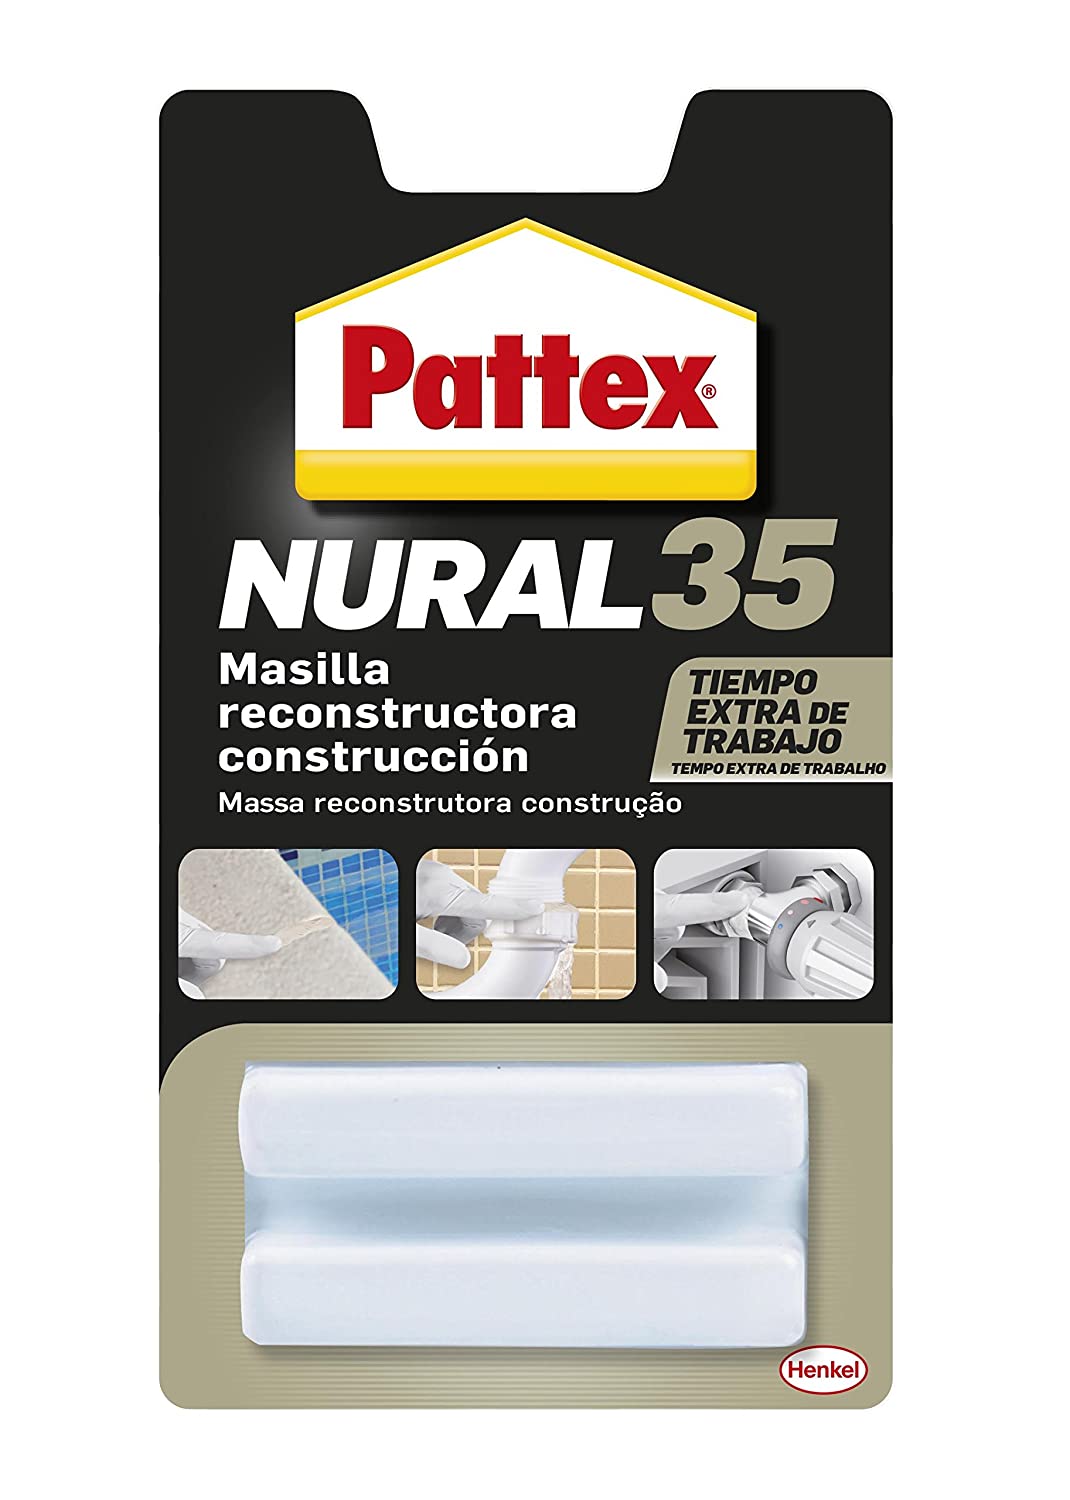 Pattex®
NURAL 35
Masilla
reconstructora
construcción
Massa reconstrutora construção
TIEMPO
EXTRA DE
TRABAJO
TEMPO EXTRA DE TRABALHO
Henkel